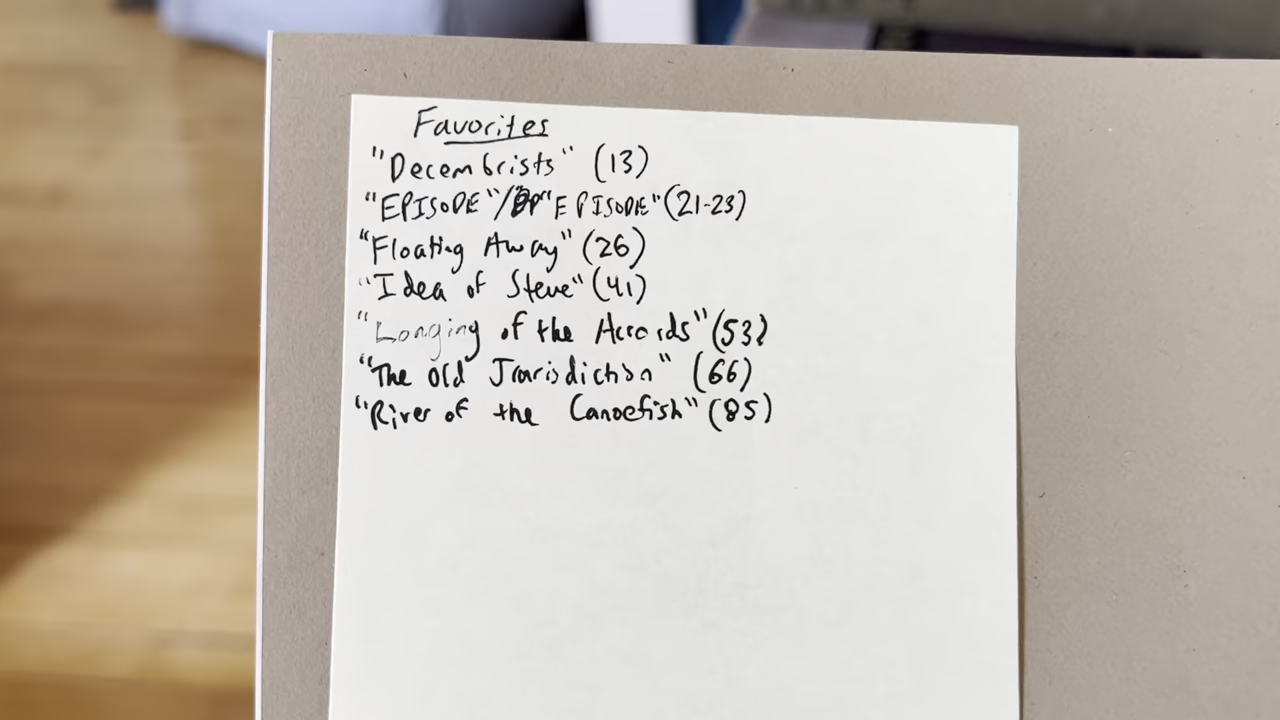 Favorites
"Decembrists" (13)
"EPISODE"/"EPISODE" (21-23)
"Floating Away" (26)
"Idea of Steve" (41)
"Longing of the Accords" (53)
"The Old Jurisdiction" (66)
"River of the Canoefish" (85)